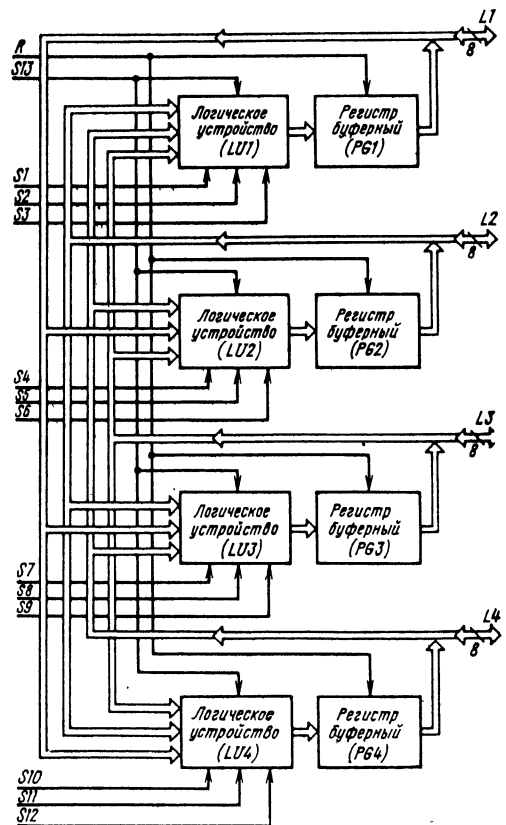 L1
8
R
S13
Логическое
устройство
(LU1)
Регистр
буферный
(PG1)
S1
S2
S3
L2
8
Логическое
устройство
(LU2)
Регистр
буферный
(PG2)
S4
S5
S6
L3
8
Логическое
устройство
(LU3)
Регистр
буферный
(PG3)
S7
S8
S9
L4
8
Логическое
устройство
(LU4)
Регистр
буферный
(PG4)
S10
S11
S12